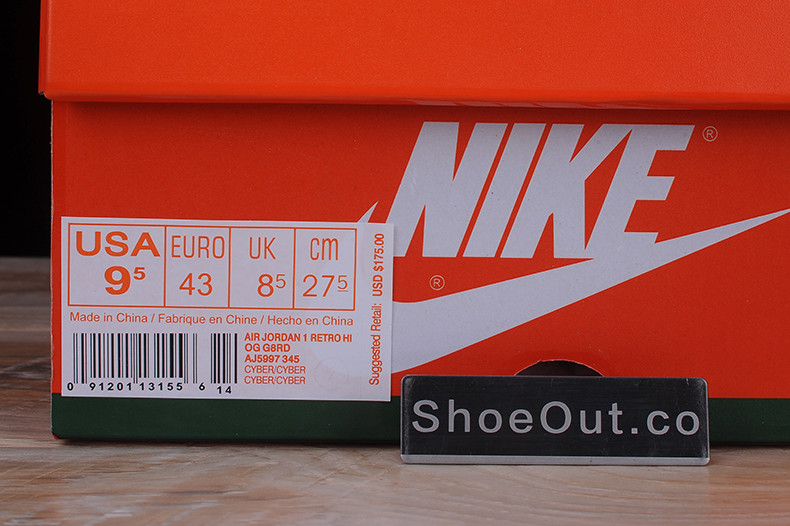 NIKE ®
®
USA EURO UK cm
9⁵ 43 8⁵ 27⁵
Made in China / Fabrique en Chine / Hecho en China
AIR JORDAN 1 RETRO HI
OG G8RD
AJ5997 345
CYBER/CYBER
CYBER/CYBER
0 91201 13155 6 14
Suggested Retail: USD $175.00
ShoeOut.co